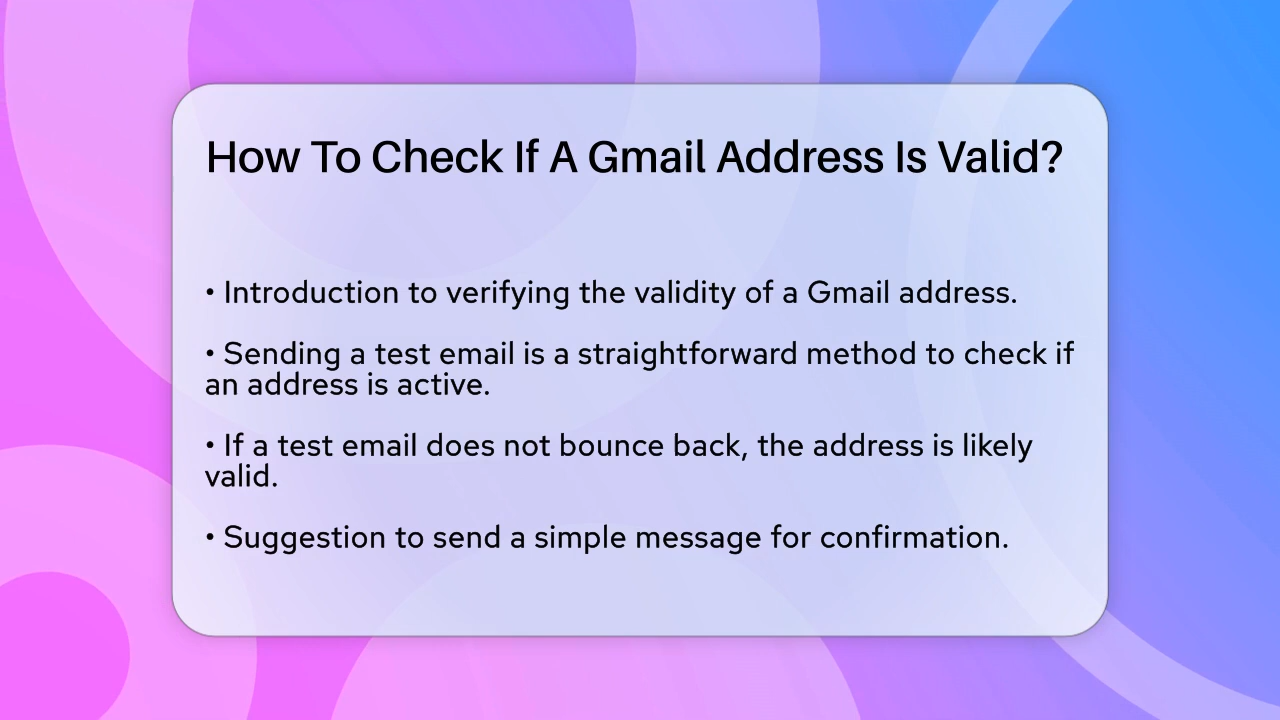 How To Check If A Gmail Address Is Valid?
• Introduction to verifying the validity of a Gmail address.
• Sending a test email is a straightforward method to check if
an address is active.
• If a test email does not bounce back, the address is likely
valid.
• Suggestion to send a simple message for confirmation.